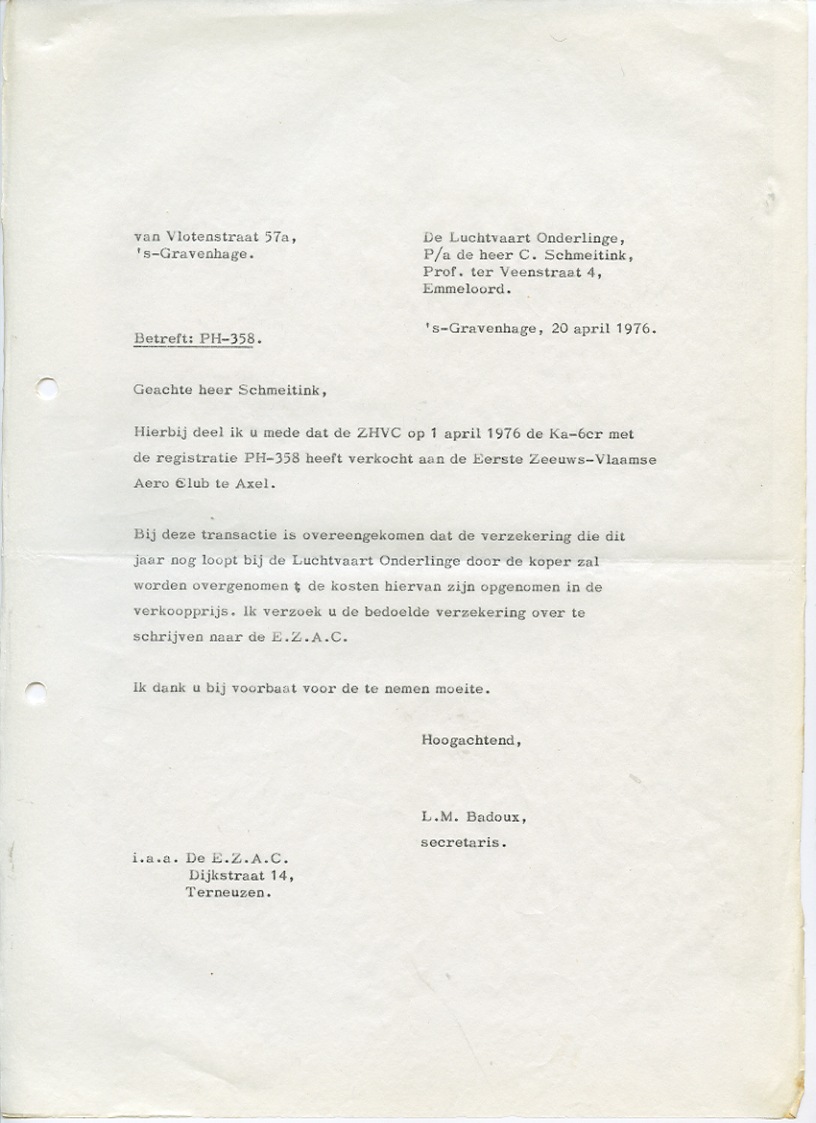 van Vlotenstraat 57a,
's-Gravenhage.
De Luchtvaart Onderlinge,
P/a de heer C. Schmeitink,
Prof. ter Veenstraat 4,
Emmeloord.
's-Gravenhage, 20 april 1976.
Betreft: PH-358.
Geachte heer Schmeitink,
Hierbij deel ik u mede dat de ZHVC op 1 april 1976 de Ka-6cr met
de registratie PH-358 heeft verkocht aan de Eerste Zeeuws-Vlaamse
Aero Club te Axel.
Bij deze transactie is overeengekomen dat de verzekering die dit
jaar nog loopt bij de Luchtvaart Onderlinge door de koper zal
worden overgenomen ; de kosten hiervan zijn opgenomen in de
verkoopprijs. Ik verzoek u de bedoelde verzekering over te
schrijven naar de E.Z.A.C.
Ik dank u bij voorbaat voor de te nemen moeite.
Hoogachtend,
L.M. Badoux,
secretaris.
i.a.a. De E.Z.A.C.
Dijkstraat 14,
Terneuzen.